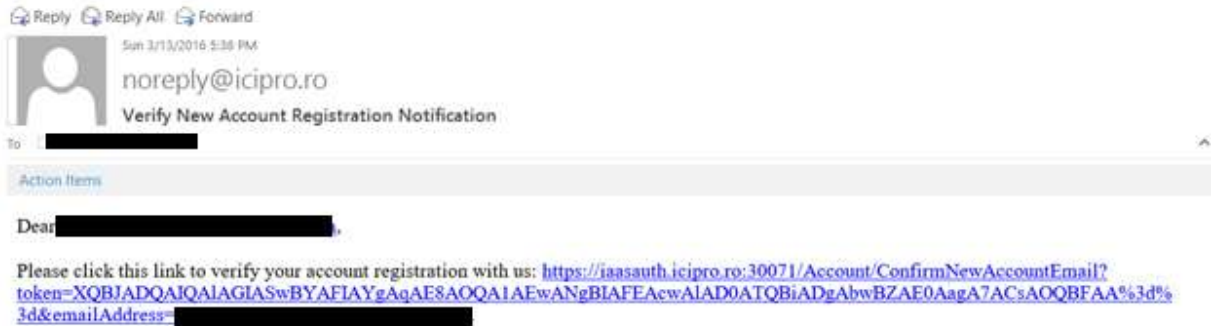 Reply Reply All Forward
Sun 3/13/2016 5:36 PM
noreply@icipro.ro
Verify New Account Registration Notification
To
Action Items
Dear
Please click this link to verify your account registration with us: https://iaasauth.icipro.ro:30071/Account/ConfirmNewAccountEmail?
token=XQBJADQAIQAlAGIASwBYAFIAYgAqAE8AOQA1AEwANgBIAFEAcwAlAD0ATQBiADgAbwBZAE0AagA7ACsAOQBFAA%3d%
3d&emailAddress=